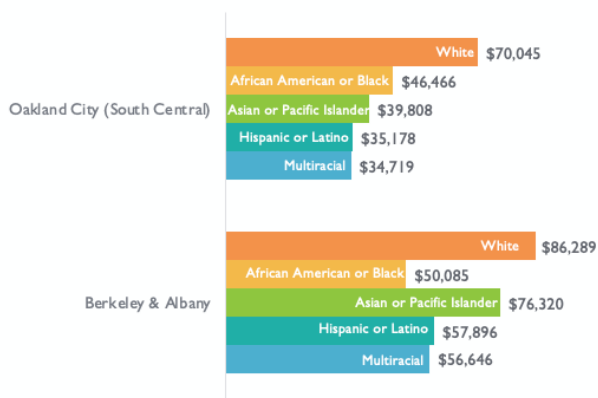 White $70,045
African American or Black $46,466
Oakland City (South Central) Asian or Pacific Islander $39,808
Hispanic or Latino $35,178
Multiracial $34,719
White $86,289
African American or Black $50,085
Berkeley & Albany Asian or Pacific Islander $76,320
Hispanic or Latino $57,896
Multiracial $56,646